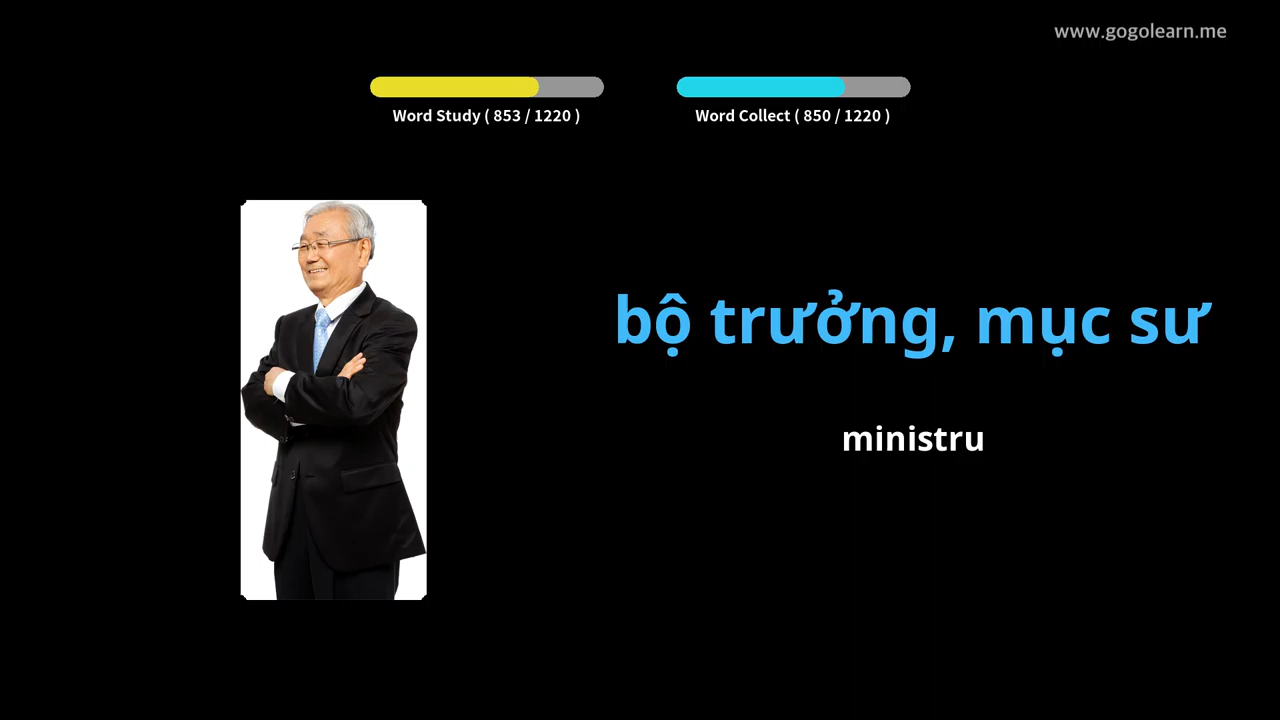 www.gogolearn.me
Word Study ( 853 / 1220 )
Word Collect ( 850 / 1220 )
bộ trưởng, mục sư
ministru